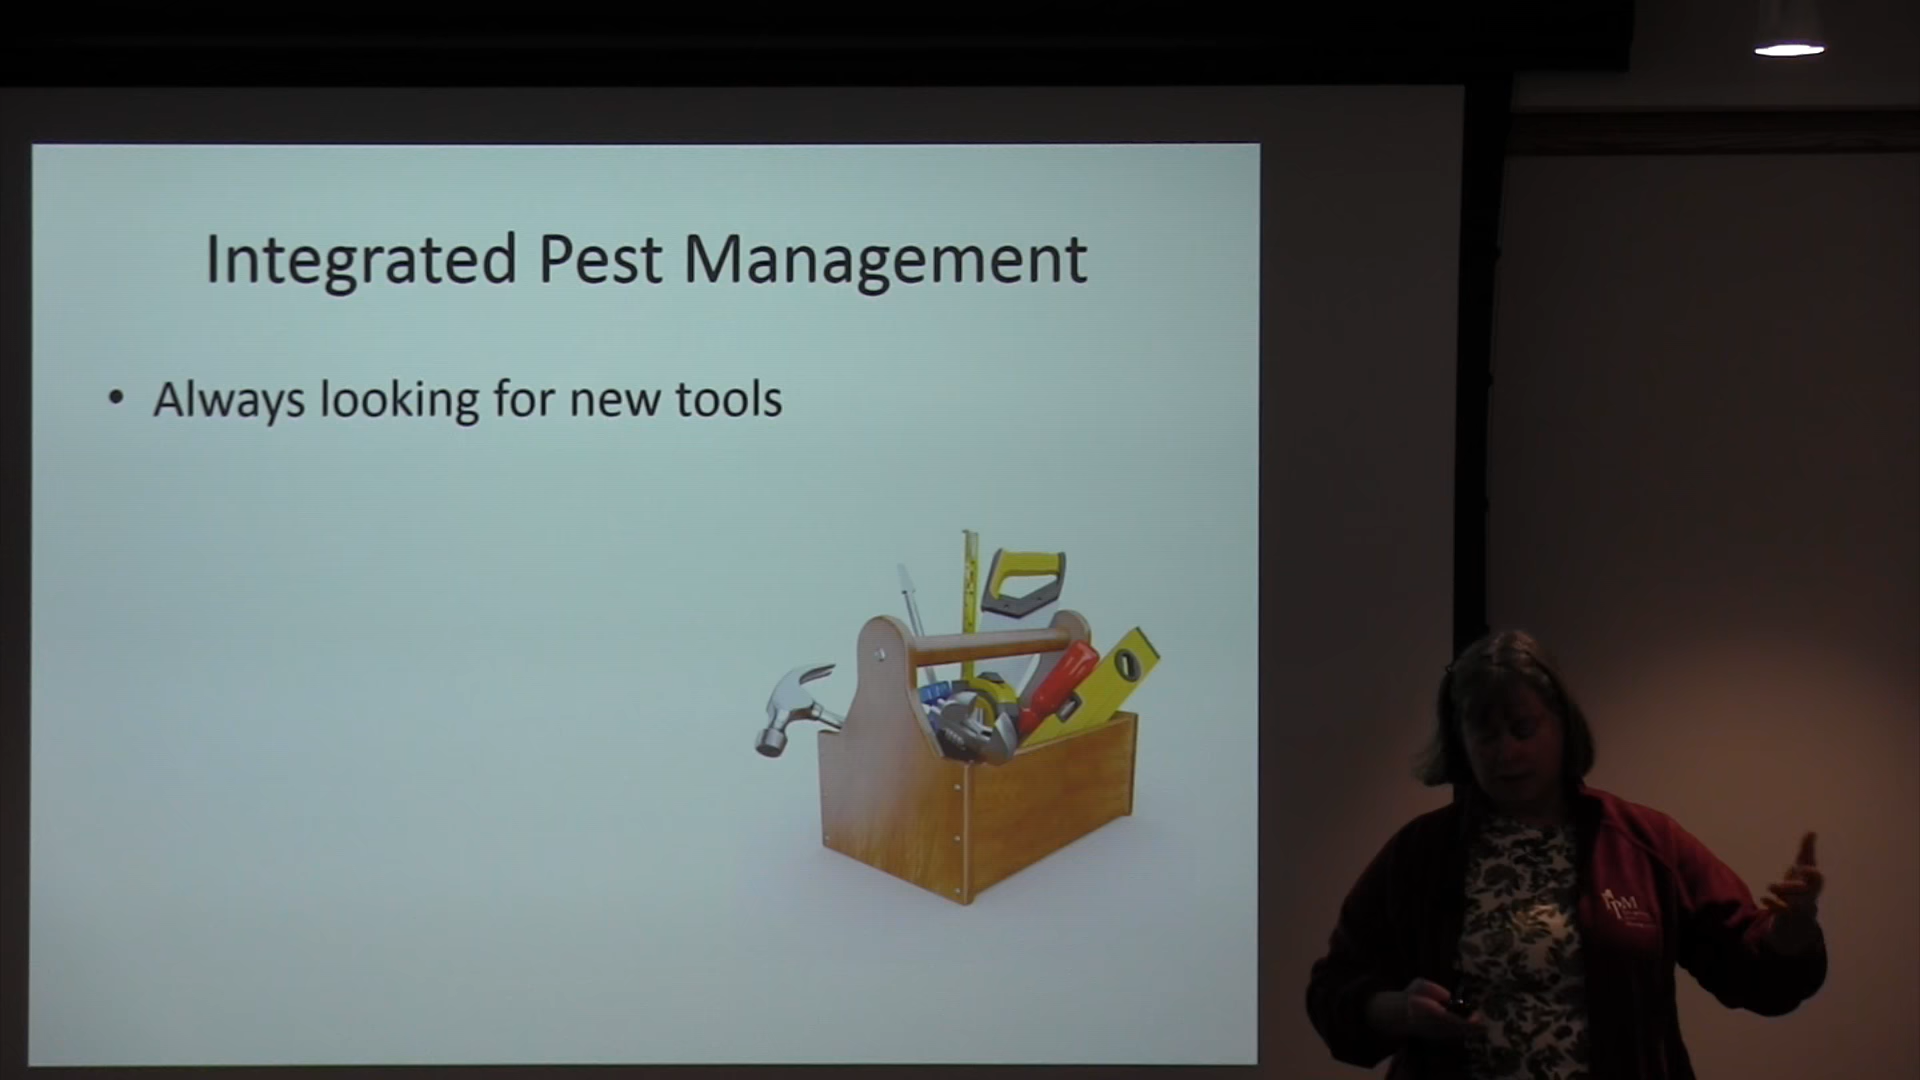 Integrated Pest Management
• Always looking for new tools